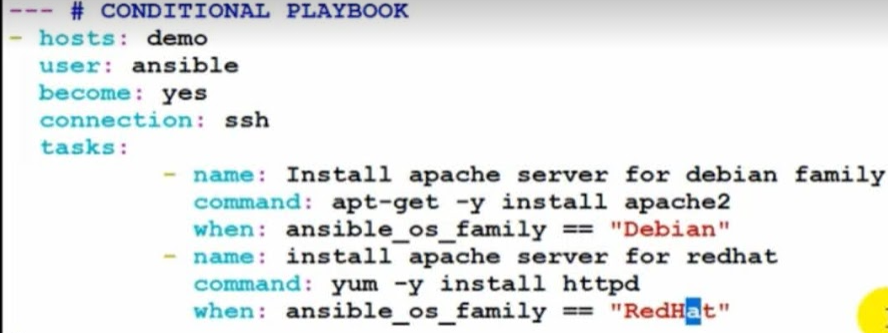 --- # CONDITIONAL PLAYBOOK
- hosts: demo
  user: ansible
  become: yes
  connection: ssh
  tasks:
          - name: Install apache server for debian family
            command: apt-get -y install apache2
            when: ansible_os_family == "Debian"
          - name: install apache server for redhat
            command: yum -y install httpd
            when: ansible_os_family == "RedHat"